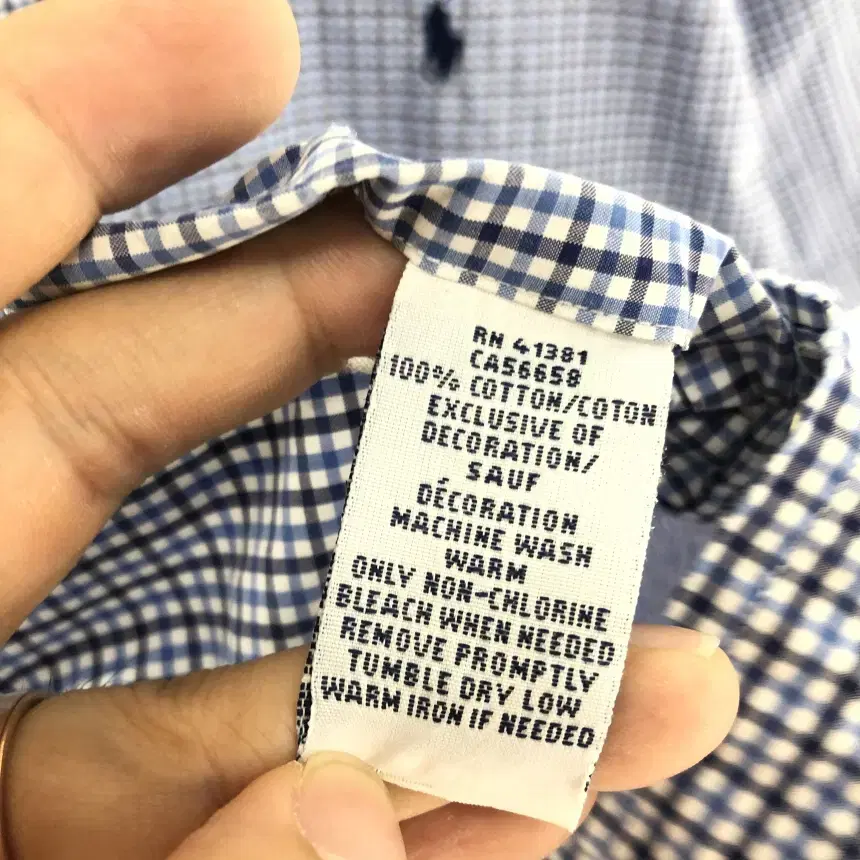 RN 41381
CA56658
100% COTTON/COTON
EXCLUSIVE OF
DECORATION/
SAUF
DÉCORATION
MACHINE WASH
WARM
ONLY NON-CHLORINE
BLEACH WHEN NEEDED
REMOVE PROMPTLY
TUMBLE DRY LOW
WARM IRON IF NEEDED